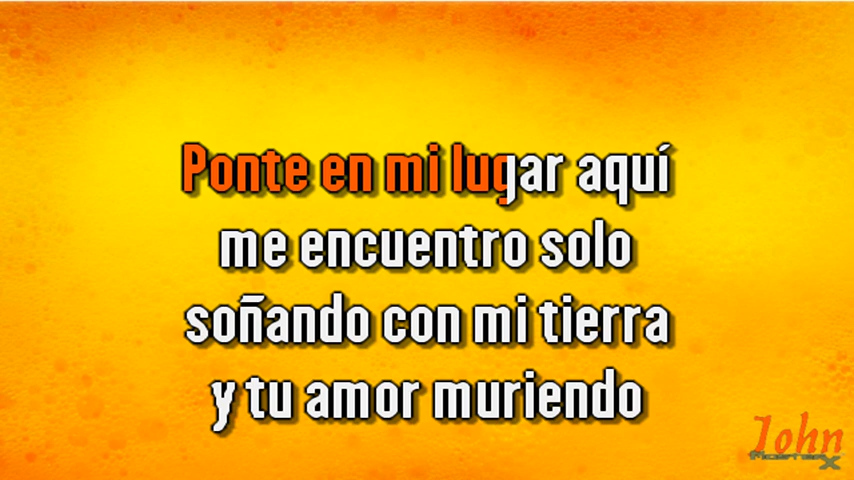 Ponte en mi lugar aquí
me encuentro solo
soñando con mi tierra
y tu amor muriendo
John